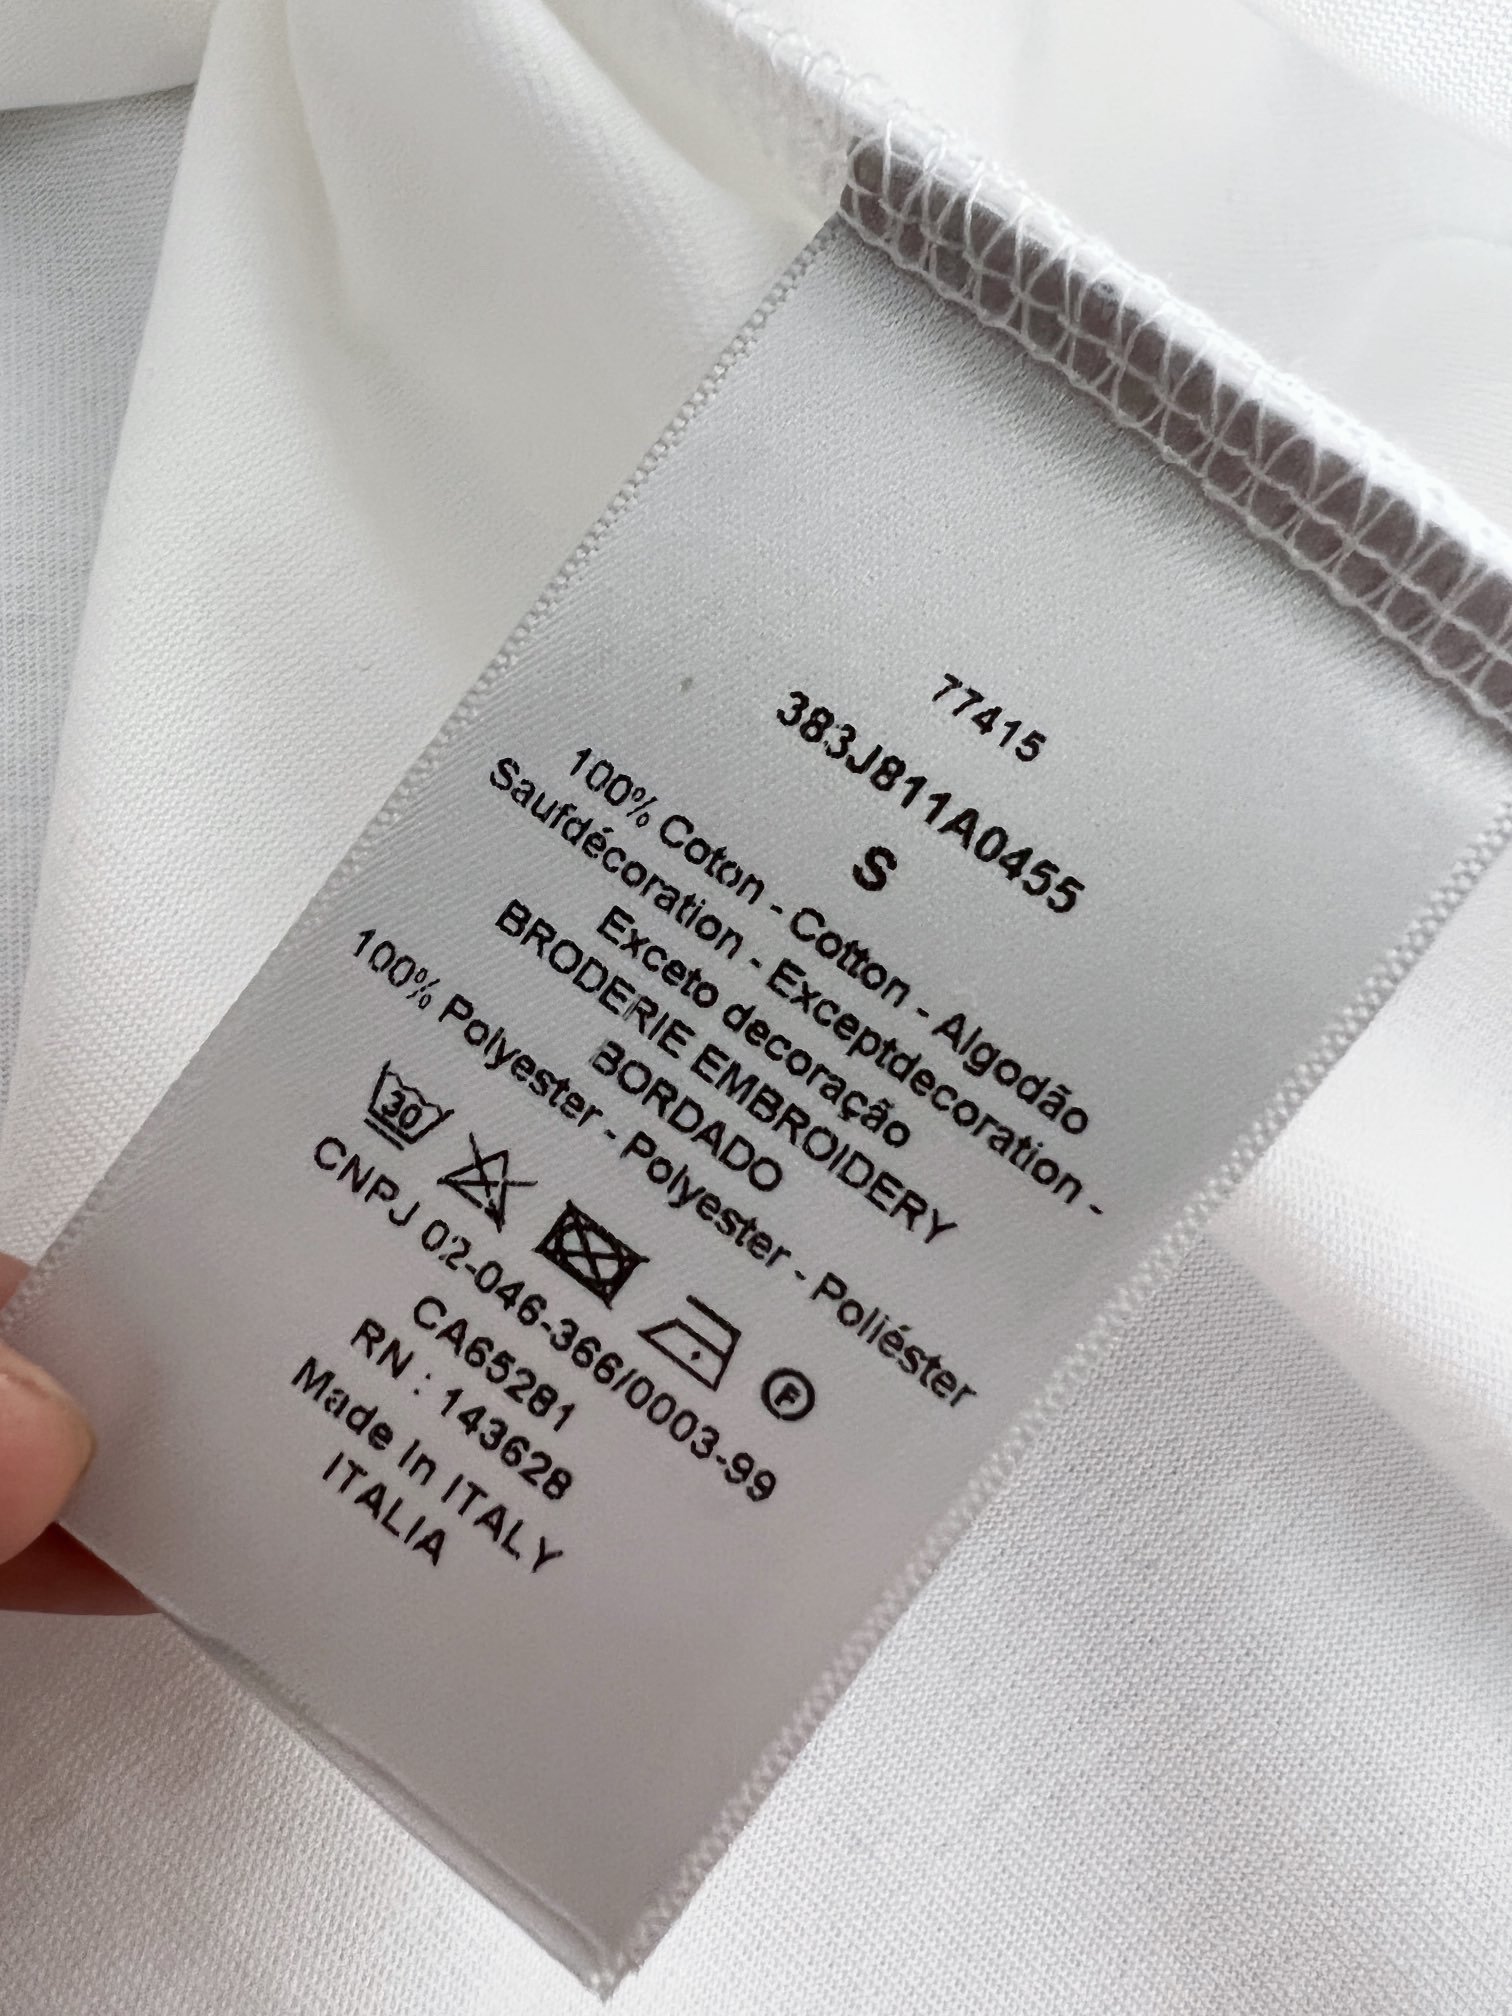 77415
383J811A0455
S
100% Coton - Cotton - Algodão
Saufdécoration - Exceptdecoration -
Exceto decoração
BRODERIE EMBROIDERY
BORDADO
100% Polyester - Polyester - Poliéster
30
F
CNPJ 02-046-366/0003-99
CA65281
RN : 143628
Made In ITALY
ITALIA